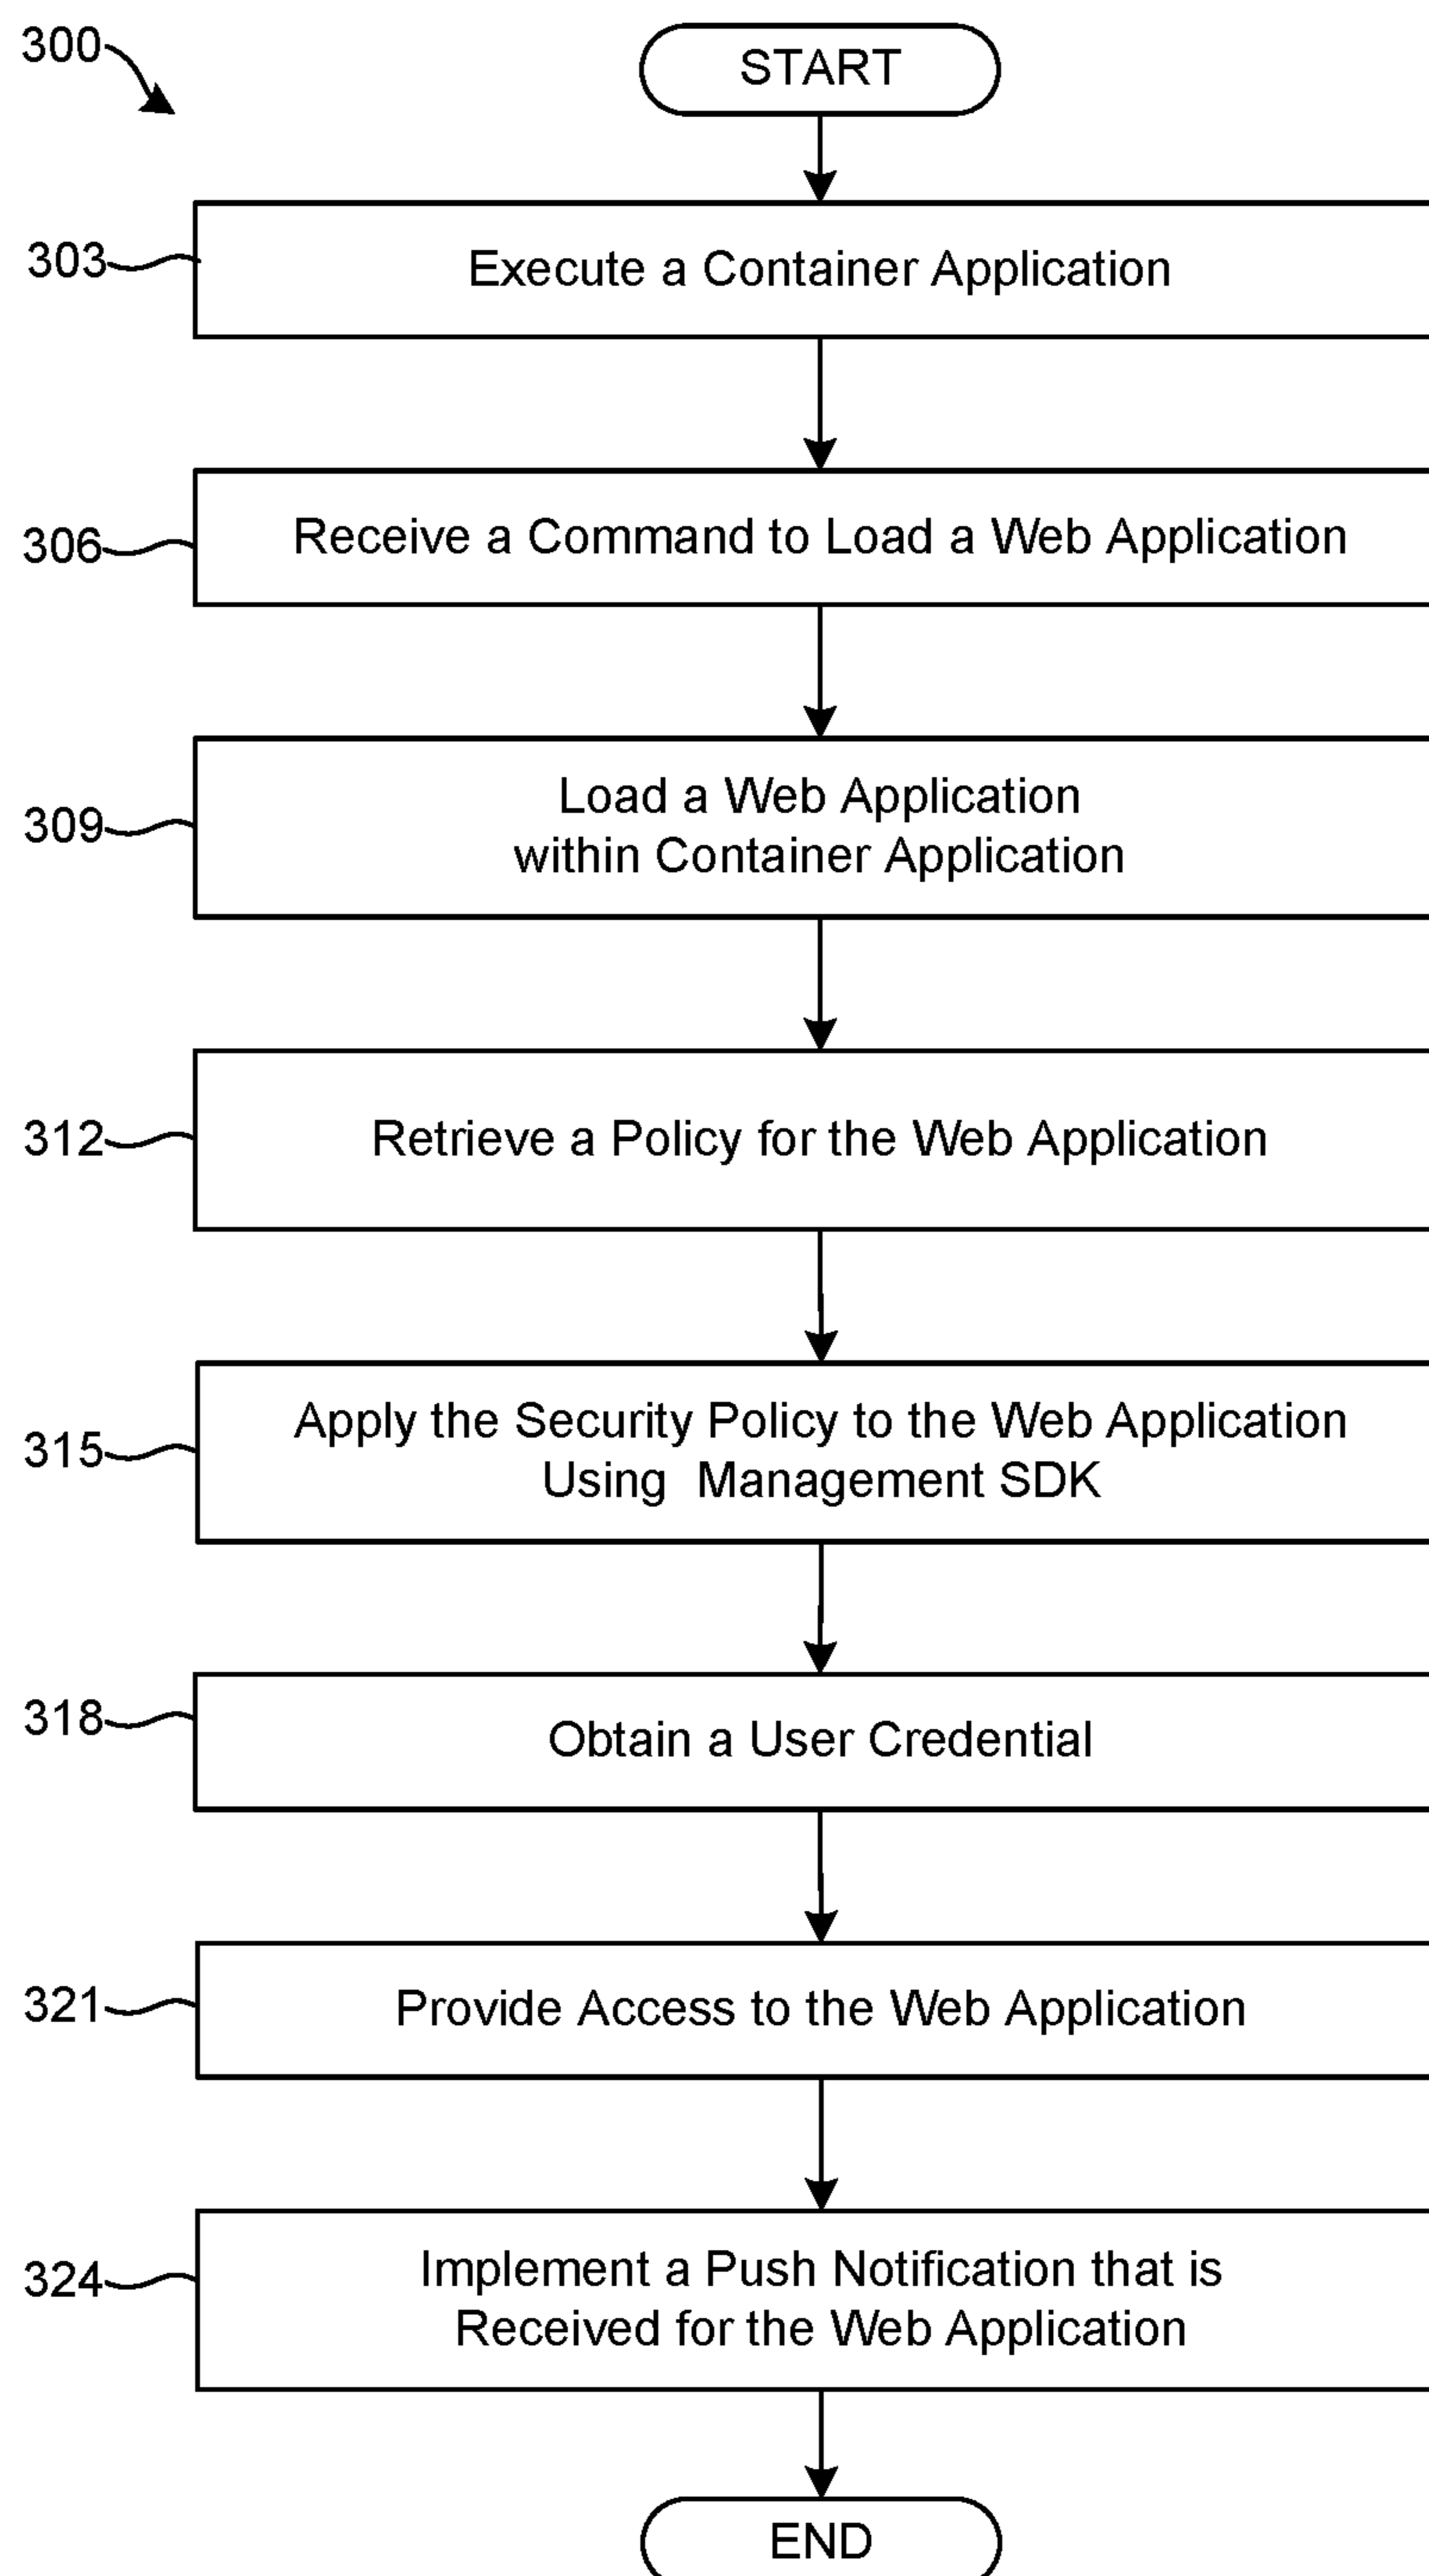 300
START
303
Execute a Container Application
306
Receive a Command to Load a Web Application
309
Load a Web Application
within Container Application
312
Retrieve a Policy for the Web Application
315
Apply the Security Policy to the Web Application
Using Management SDK
318
Obtain a User Credential
321
Provide Access to the Web Application
324
Implement a Push Notification that is
Received for the Web Application
END